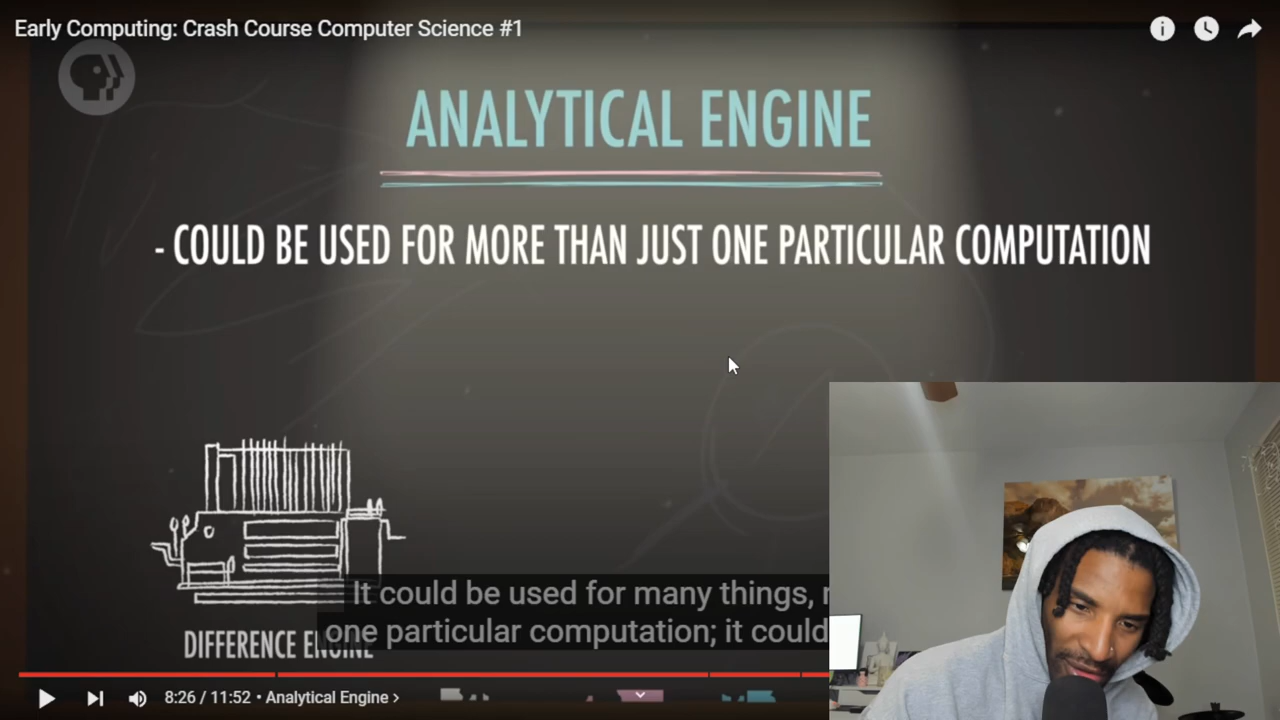 Early Computing: Crash Course Computer Science #1
ANALYTICAL ENGINE
- COULD BE USED FOR MORE THAN JUST ONE PARTICULAR COMPUTATION
It could be used for many things,
one particular computation; it could
DIFFERENCE ENGINE
8:26 / 11:52 • Analytical Engine ›